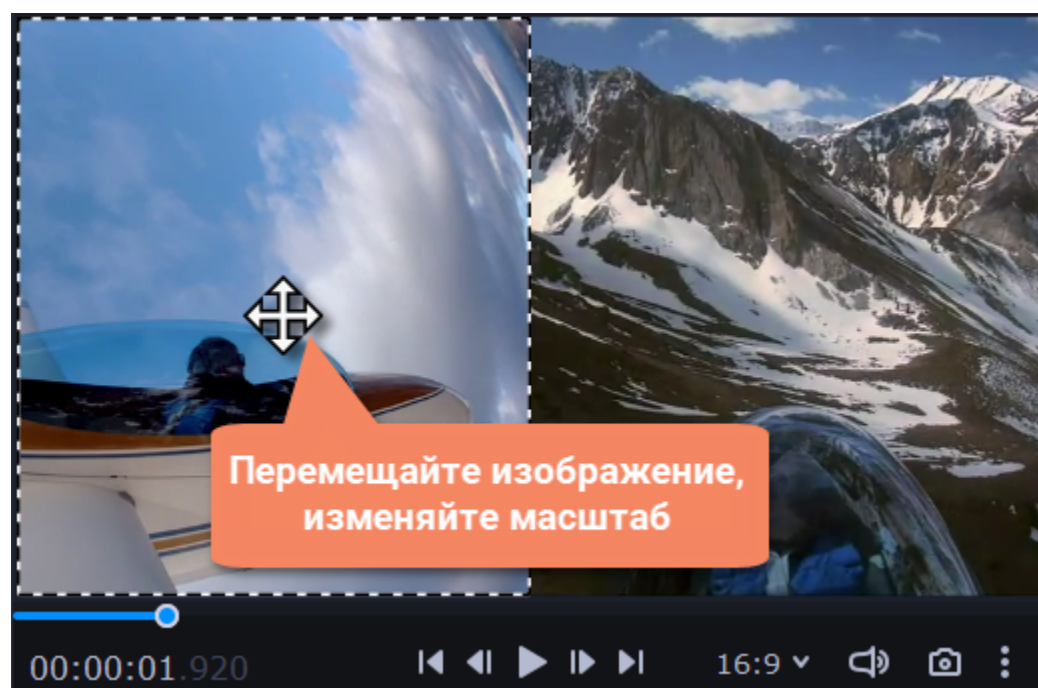 Перемещайте изображение,
изменяйте масштаб
00:00:01.920
16:9